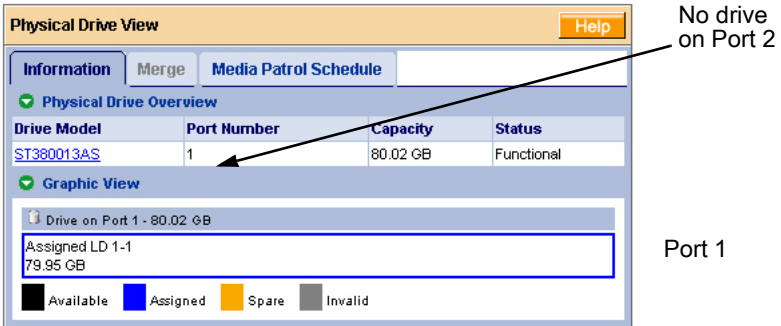 Physical Drive View
Help
No drive
on Port 2
Information
Merge
Media Patrol Schedule
Physical Drive Overview
Drive Model Port Number Capacity Status
ST380013AS 1 80.02 GB Functional
Graphic View
Drive on Port 1 - 80.02 GB
Assigned LD 1-1
79.95 GB
Port 1
Available Assigned Spare Invalid